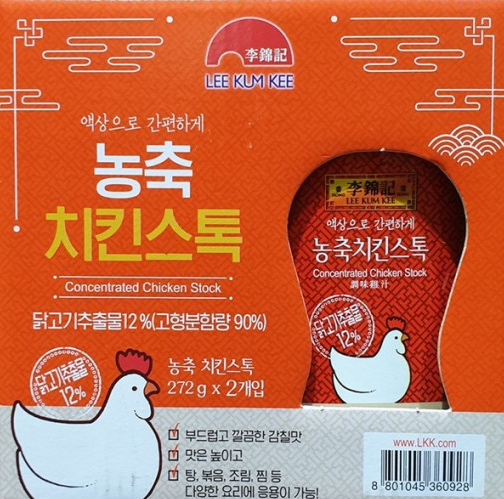 李錦記
LEE KUM KEE
액상으로 간편하게
농축
치킨스톡
Concentrated Chicken Stock
닭고기추출물12%(고형분함량 90%)
닭고기추출물
12%
농축 치킨스톡
272g x 2개입
부드럽고 깔끔한 감칠맛
맛은 높이고
탕, 볶음, 조림, 찜 등
다양한 요리에 응용이 가능!
李錦記
LEE KUM KEE
액상으로 간편하게
농축치킨스톡
Concentrated Chicken Stock
調味雞汁
닭고기추출물
12%
www.LKK.com
8 801045 360928